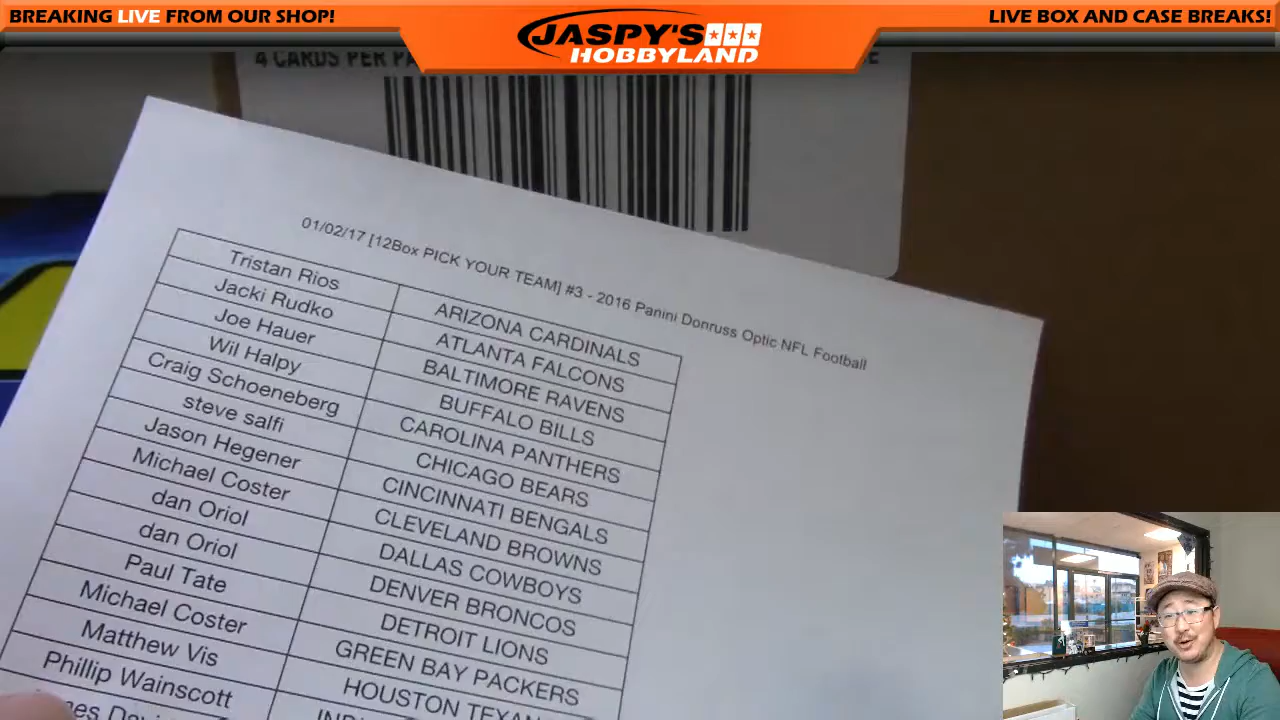 BREAKING LIVE FROM OUR SHOP!
JASPY'S
HOBBYLAND
LIVE BOX AND CASE BREAKS!
4 CARDS PER
01/02/17 [12Box PICK YOUR TEAM] #3 - 2016 Panini Donruss Optic NFL Football
Tristan Rios ARIZONA CARDINALS
Jacki Rudko ATLANTA FALCONS
Joe Hauer BALTIMORE RAVENS
Wil Halpy BUFFALO BILLS
Craig Schoeneberg CAROLINA PANTHERS
steve salfi CHICAGO BEARS
Jason Hegener CINCINNATI BENGALS
Michael Coster CLEVELAND BROWNS
dan Oriol DALLAS COWBOYS
dan Oriol DENVER BRONCOS
Paul Tate DETROIT LIONS
Michael Coster GREEN BAY PACKERS
Matthew Vis HOUSTON TEXANS
Phillip Wainscott